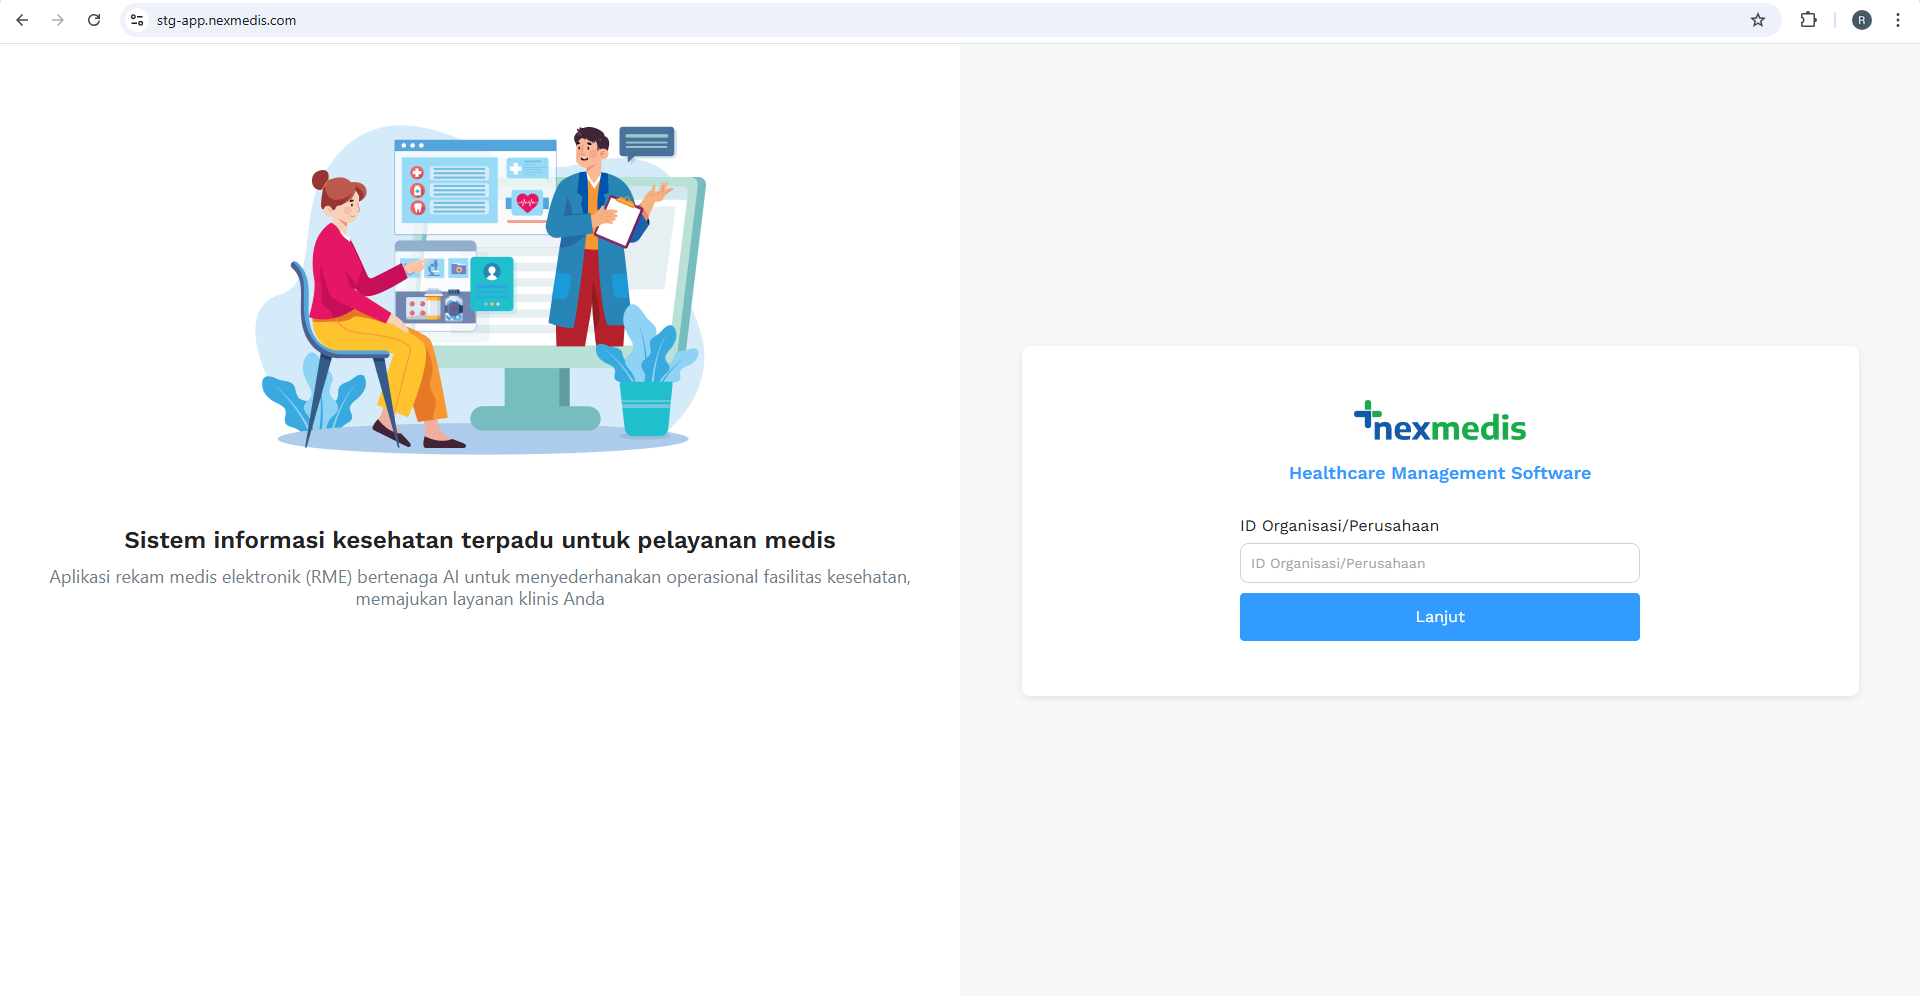 stg-app.nexmedis.com
R
Sistem informasi kesehatan terpadu untuk pelayanan medis
Aplikasi rekam medis elektronik (RME) bertenaga AI untuk menyederhanakan operasional fasilitas kesehatan,
memajukan layanan klinis Anda
nexmedis
Healthcare Management Software
ID Organisasi/Perusahaan
ID Organisasi/Perusahaan
Lanjut